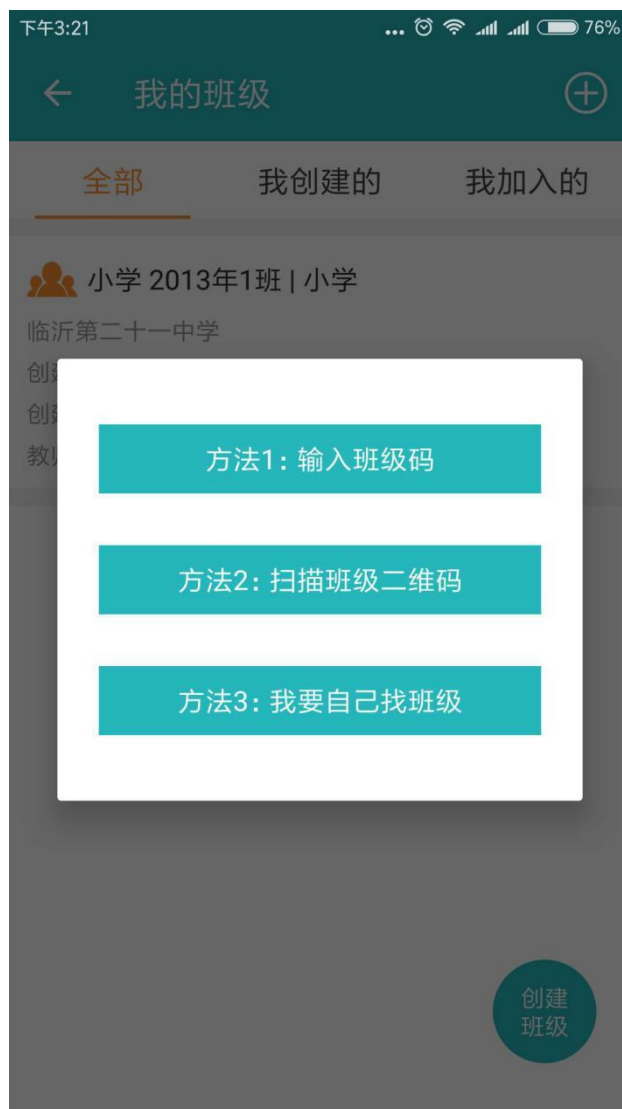 下午3:21
... 76%
我的班级
全部 我创建的 我加入的
小学 2013年1班 | 小学
临沂第二十一中学
创
创
教
方法1: 输入班级码
方法2: 扫描班级二维码
方法3: 我要自己找班级
创建
班级